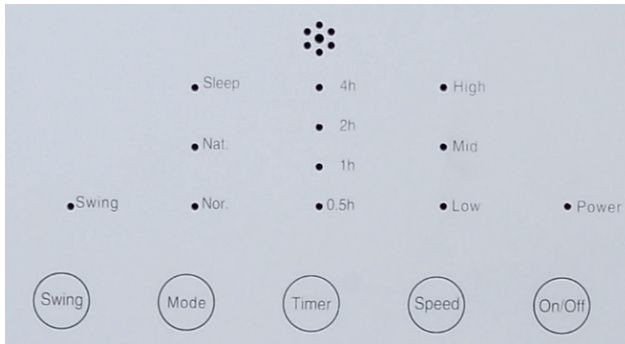 Sleep 4h High
2h
Nat. Mid
1h
Swing Nor. 0.5h Low Power
Swing Mode Timer Speed On/Off